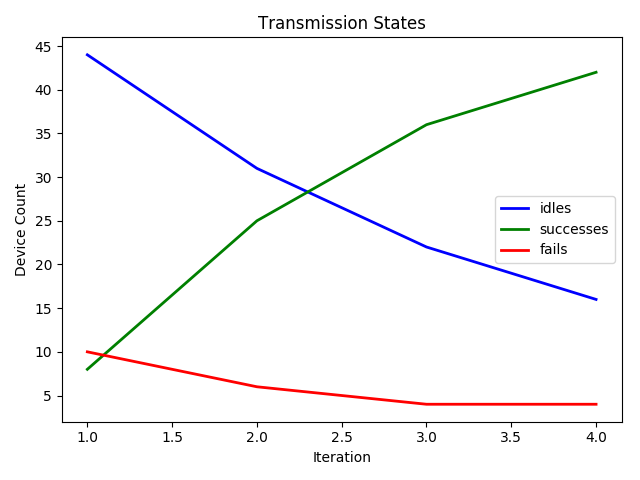 Transmission States
Device Count
45
40
35
30
25
20
15
10
5
idles
successes
fails
1.0 1.5 2.0 2.5 3.0 3.5 4.0
Iteration